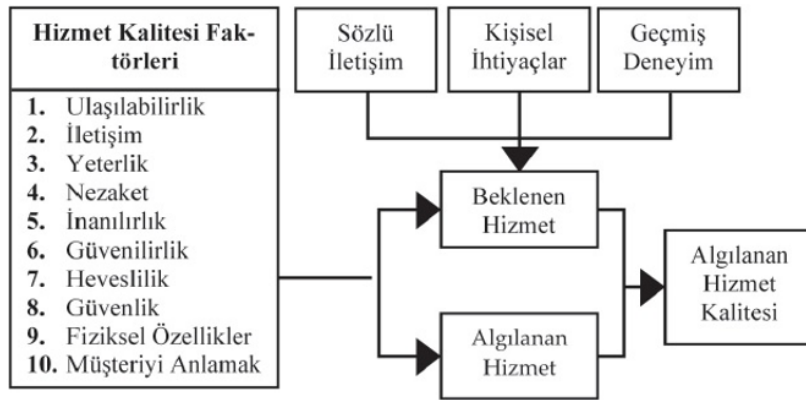 Hizmet Kalitesi Fak-
törleri
1. Ulaşılabilirlik
2. İletişim
3. Yeterlik
4. Nezaket
5. İnanılırlık
6. Güvenilirlik
7. Heveslilik
8. Güvenlik
9. Fiziksel Özellikler
10. Müşteriyi Anlamak
Sözlü
İletişim
Kişisel
İhtiyaçlar
Geçmiş
Deneyim
Beklenen
Hizmet
Algılanan
Hizmet
Algılanan
Hizmet
Kalitesi